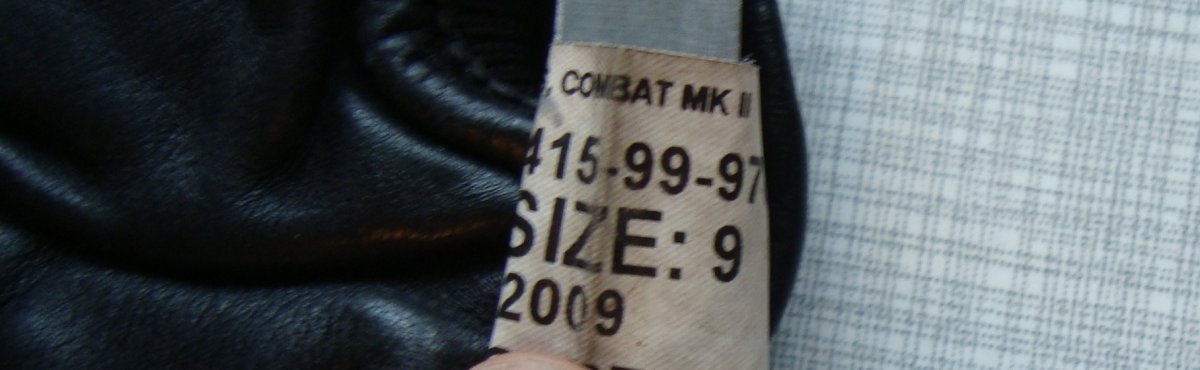 , COMBAT MK II
415-99-97
SIZE: 9
2009